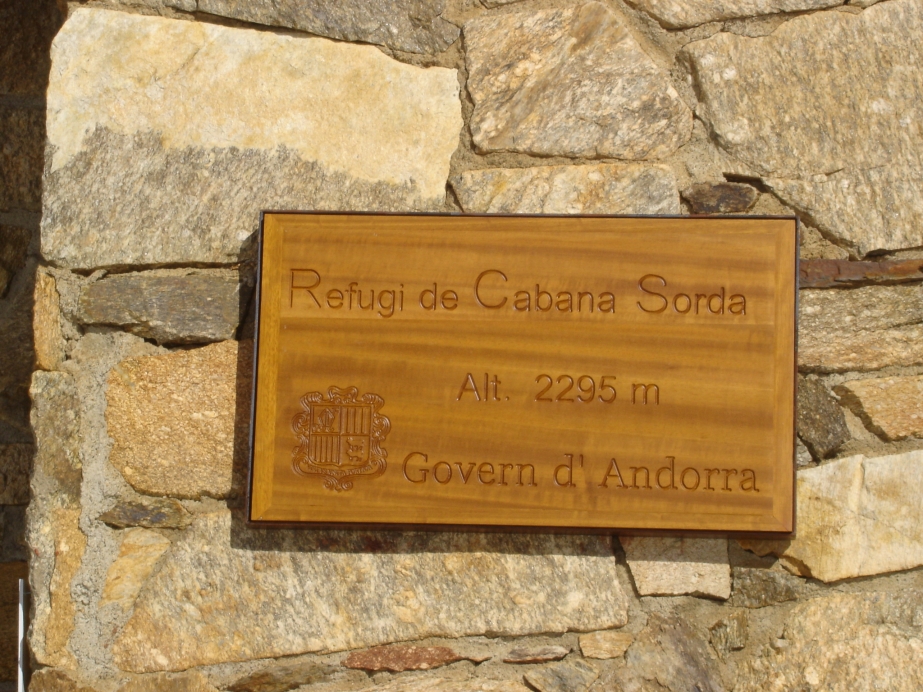 Refugi de Cabana Sorda
Alt. 2295 m
Govern d' Andorra